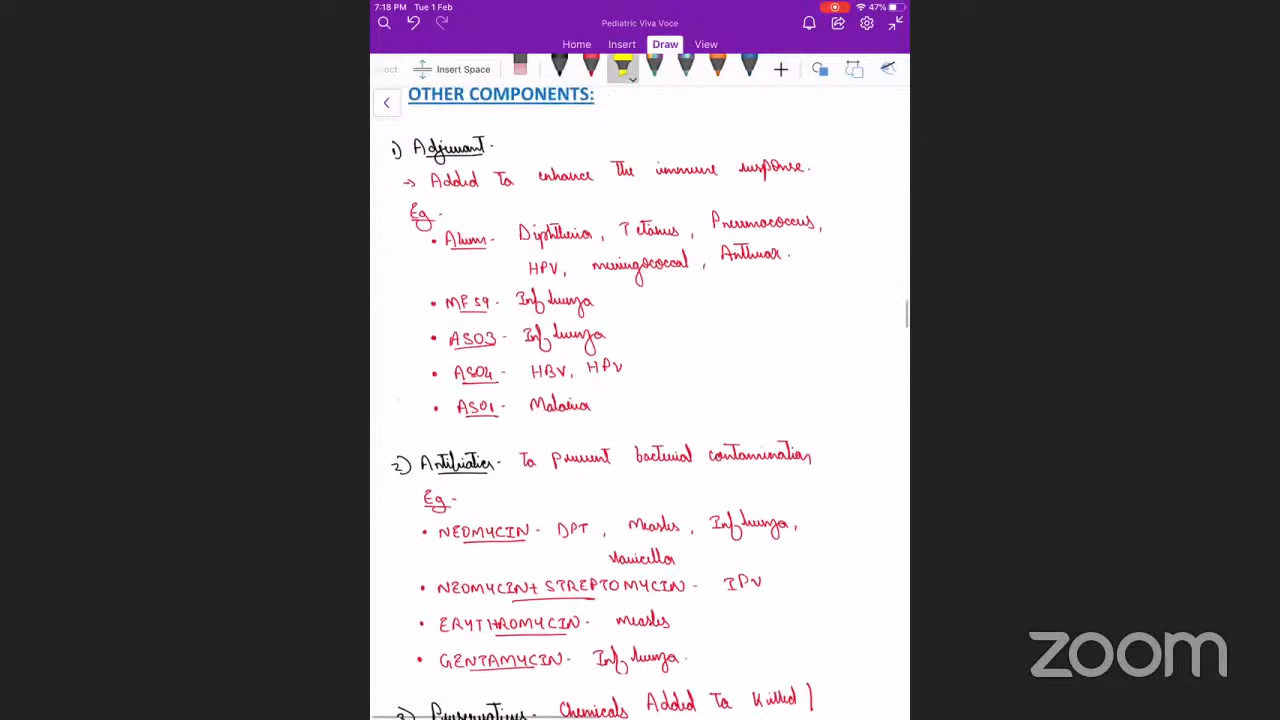 7:18 PM Tue 1 Feb
47%
Pediatric Viva Voce
Home Insert Draw View
Insert Space
OTHER COMPONENTS:
1) Adjuvant -
→ Added To enhance the immune response.
Eg -
• Alum - Diphtheria, Tetanus, Pneumococcus,
HPV, meningococcal, Anthrax.
• MF59 - Influenza
• AS03 - Influenza
• AS04 - HBV, HPV
• AS01 - Malaria
2) Antibiotics - To prevent bacterial contamination
Eg -
• NEOMYCIN - DPT, Measles, Influenza,
Varicella
• NEOMYCIN + STREPTOMYCIN - IPV
• ERYTHROMYCIN - Measles
• GENTAMYCIN - Influenza.
3) Preservatives - Chemicals Added To Killed /
zoom